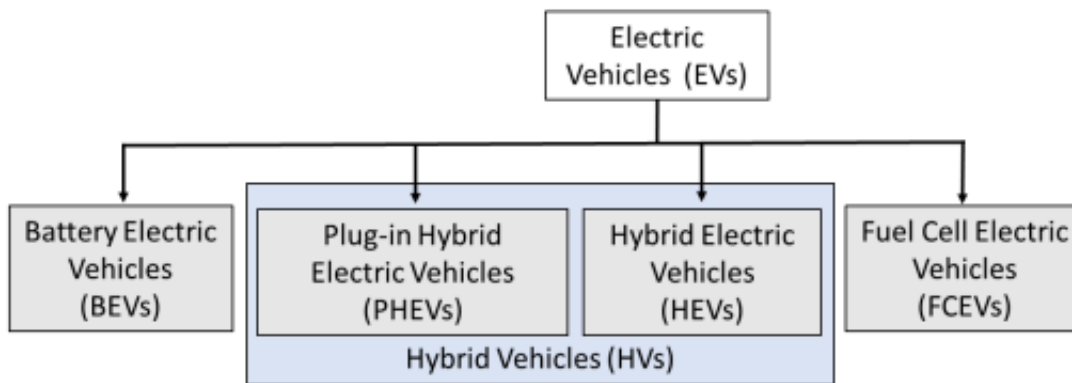 Electric
Vehicles (EVs)
Battery Electric
Vehicles
(BEVs)
Plug-in Hybrid
Electric Vehicles
(PHEVs)
Hybrid Electric
Vehicles
(HEVs)
Fuel Cell Electric
Vehicles
(FCEVs)
Hybrid Vehicles (HVs)